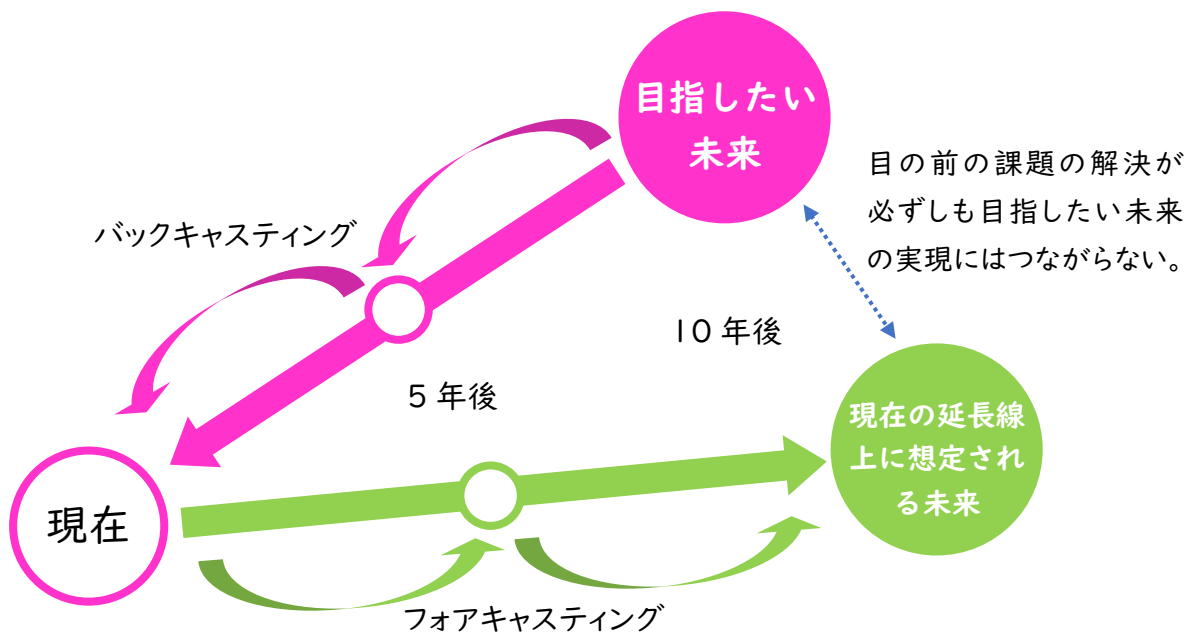 目指したい
未来
目の前の課題の解決が
必ずしも目指したい未来
の実現にはつながらない。
バックキャスティング
10年後
5年後
現在の延長線
上に想定され
る未来
現在
フォアキャスティング